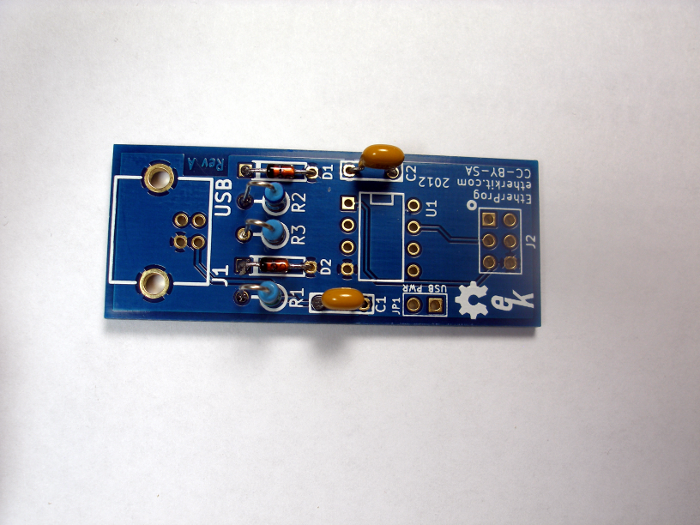 Rev A
USB
J1
D1
R2
R3
D2
R1
C2
U1
C1
JP1
USB PWR
EtherProg
etherkit.com 2012
CC-BY-SA
J2
ek